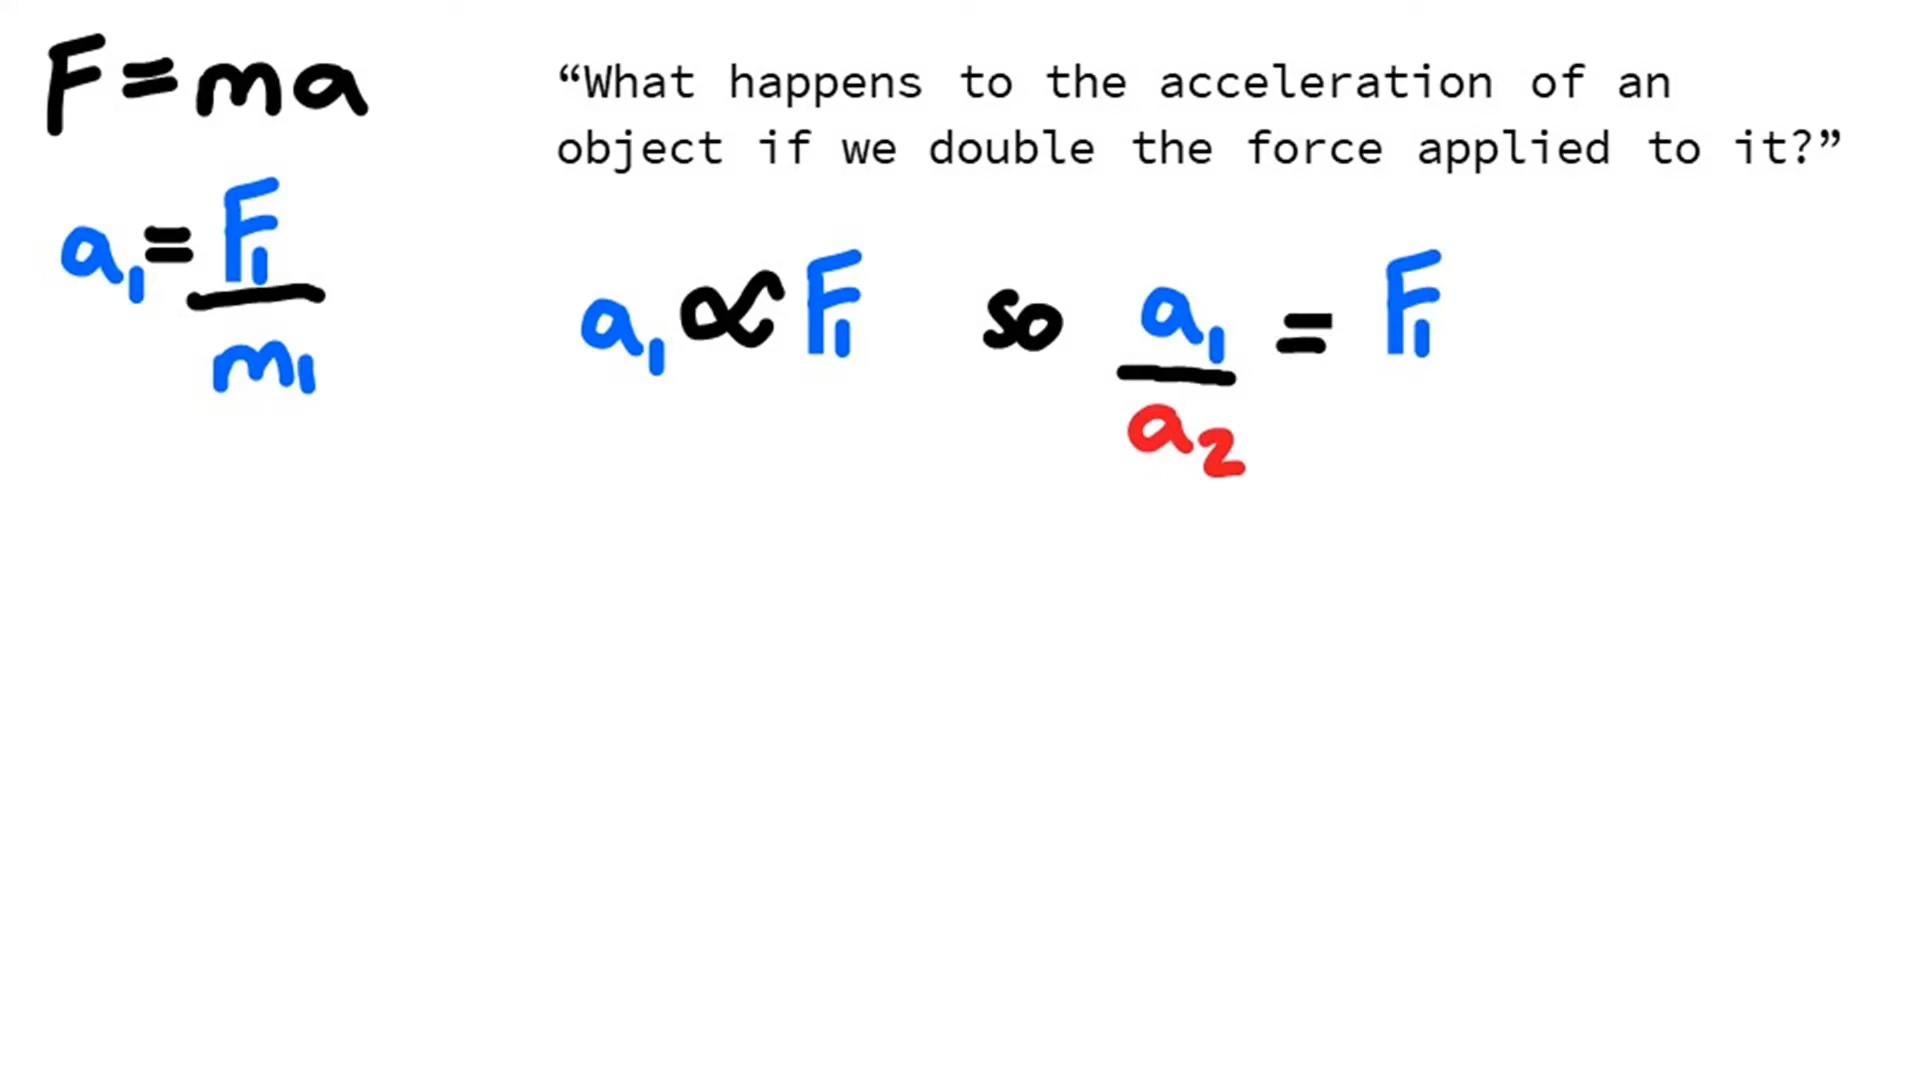 F=ma
“What happens to the acceleration of an
object if we double the force applied to it?”
a₁=F₁/m₁
a₁∝F₁ so a₁/a₂ = F₁